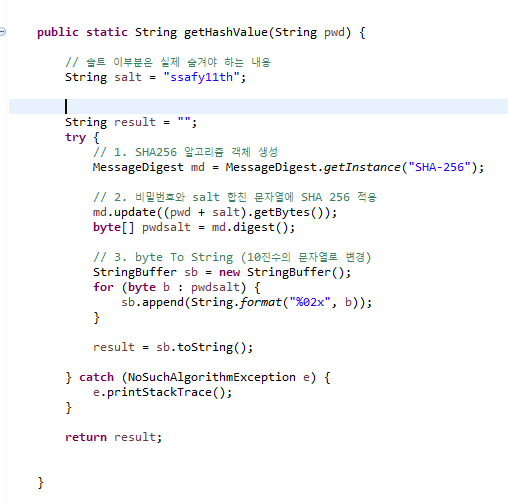 public static String getHashValue(String pwd) {
// 솔트 이부분은 실제 숨겨야 하는 내용
String salt = "ssafy11th";
String result = "";
try {
// 1. SHA256 알고리즘 객체 생성
MessageDigest md = MessageDigest.getInstance("SHA-256");
// 2. 비밀번호와 salt 합친 문자열에 SHA 256 적용
md.update((pwd + salt).getBytes());
byte[] pwdsalt = md.digest();
// 3. byte To String (10진수의 문자열로 변경)
StringBuffer sb = new StringBuffer();
for (byte b : pwdsalt) {
sb.append(String.format("%02x", b));
}
result = sb.toString();
} catch (NoSuchAlgorithmException e) {
e.printStackTrace();
}
return result;
}